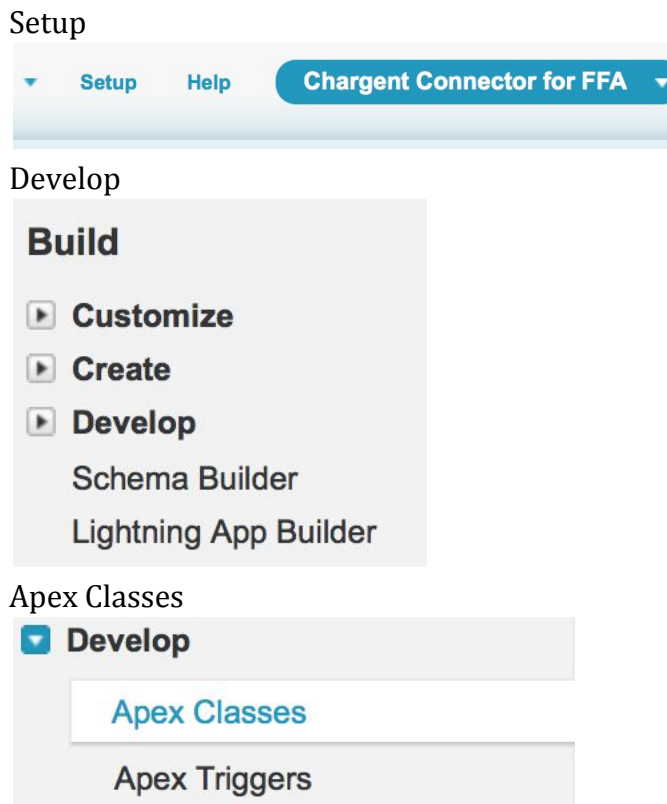 Setup
Setup Help Chargent Connector for FFA
Develop
Build
Customize
Create
Develop
Schema Builder
Lightning App Builder
Apex Classes
Develop
Apex Classes
Apex Triggers